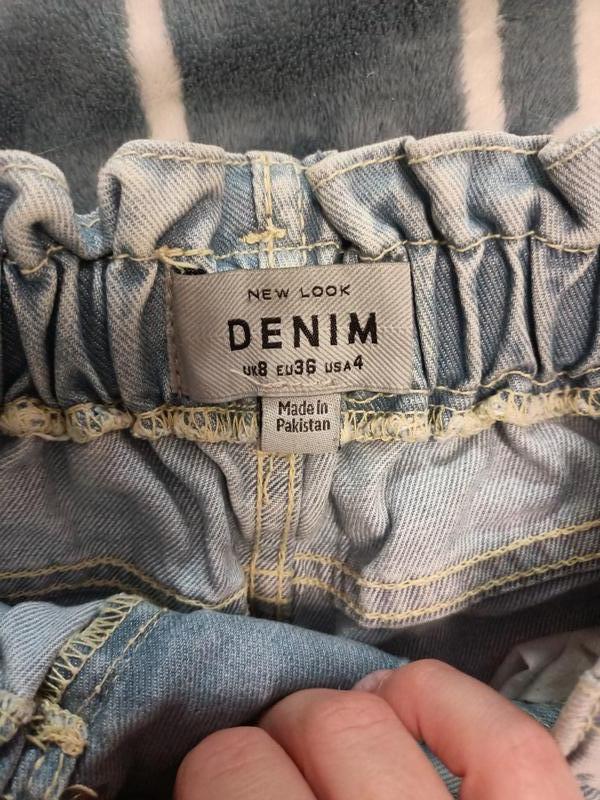 NEW LOOK
DENIM
UK8 EU36 USA4
Made in
Pakistan